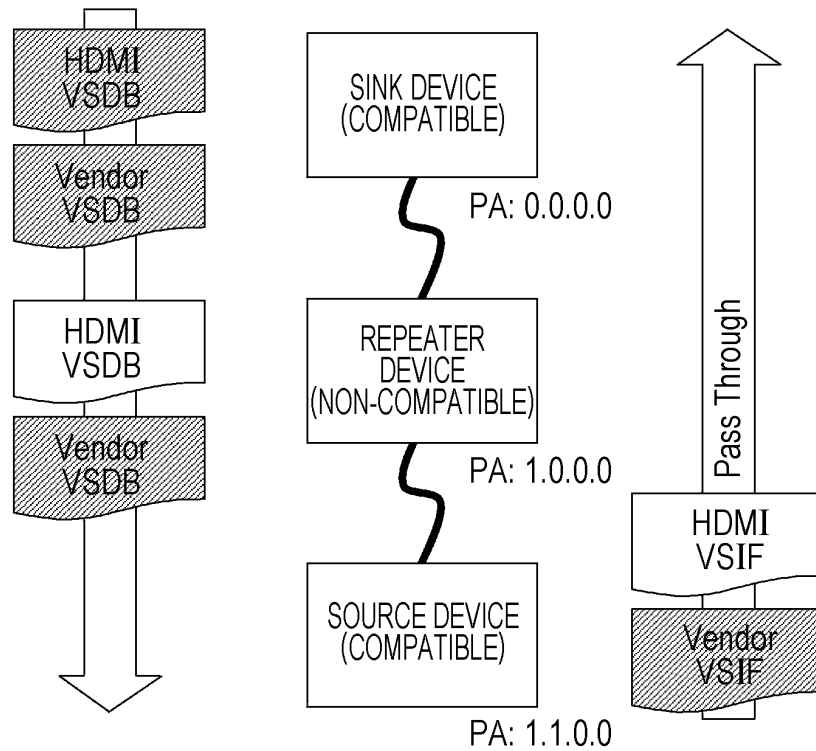 HDMI
VSDB
Vendor
VSDB
HDMI
VSDB
Vendor
VSDB
SINK DEVICE
(COMPATIBLE)
PA: 0.0.0.0
REPEATER
DEVICE
(NON-COMPATIBLE)
PA: 1.0.0.0
SOURCE DEVICE
(COMPATIBLE)
PA: 1.1.0.0
Pass Through
HDMI
VSIF
Vendor
VSIF